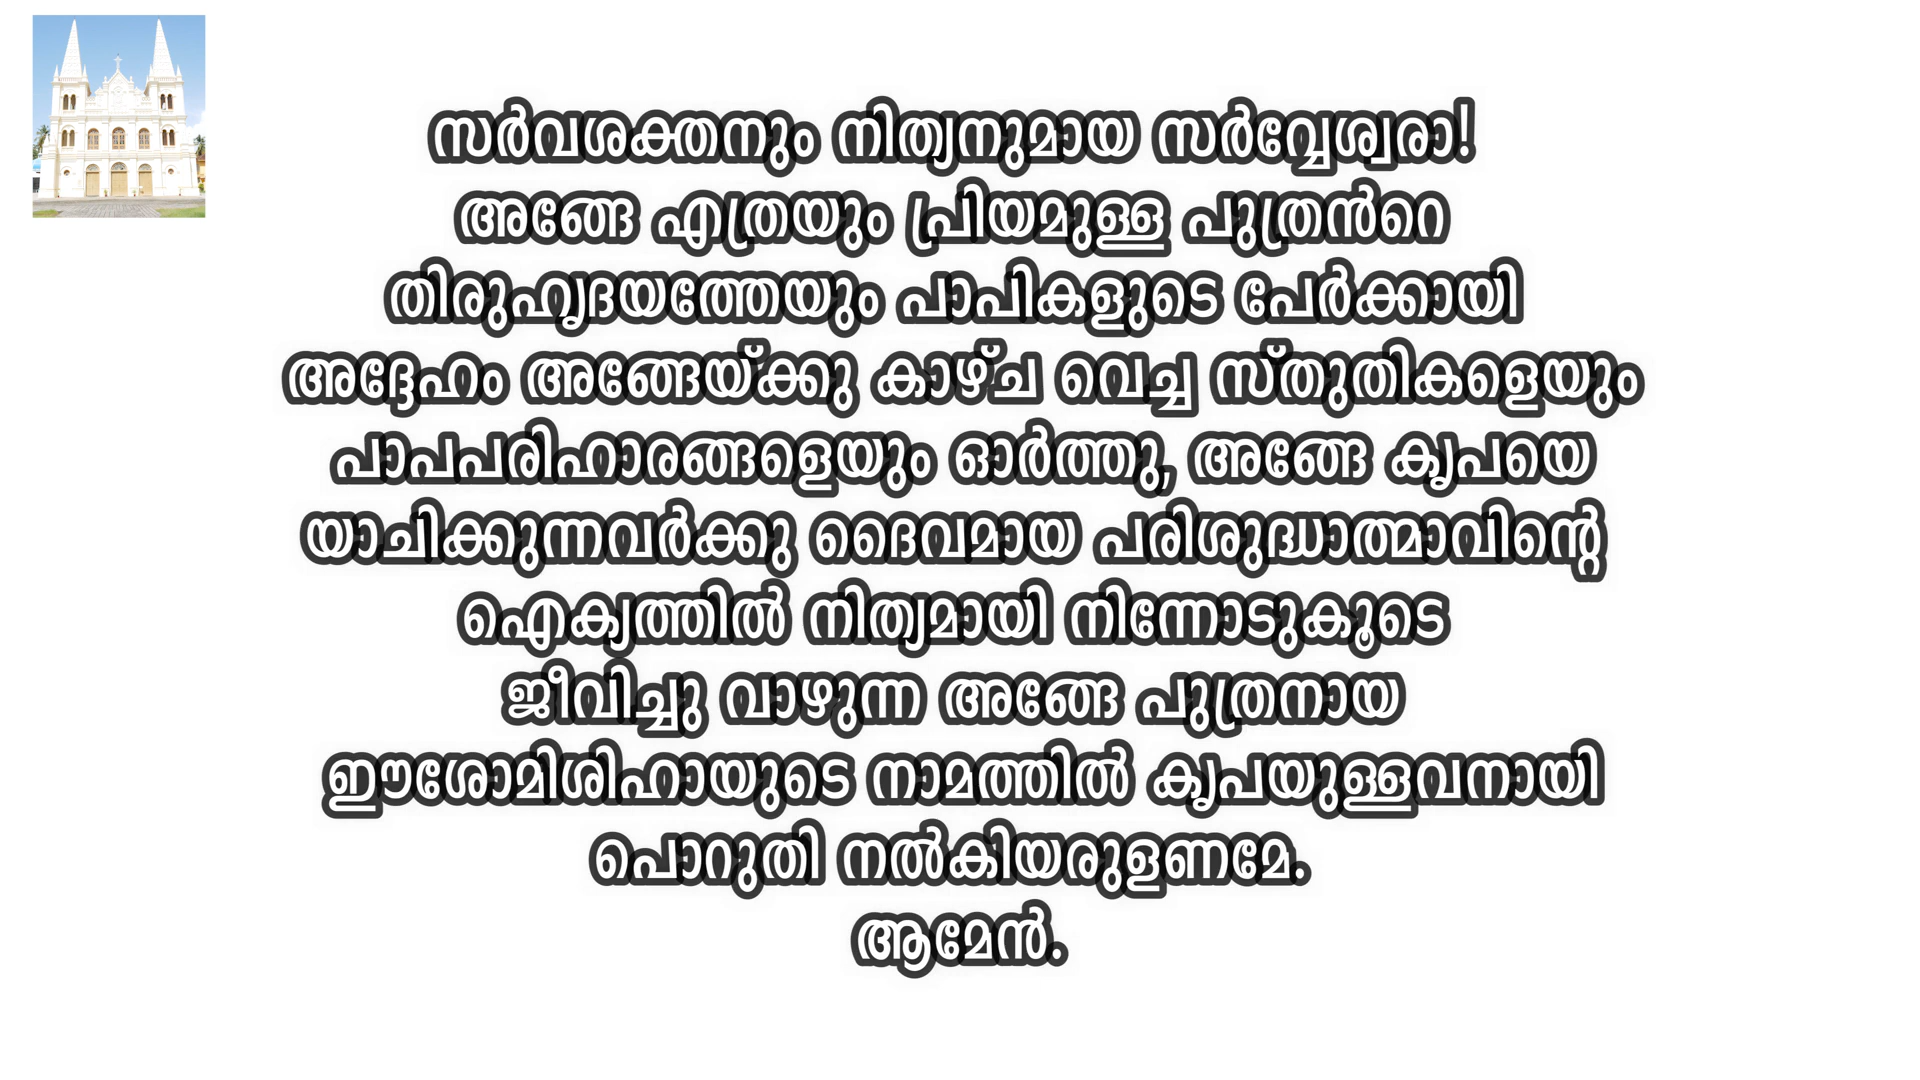 സർവശക്തനും നിത്യനുമായ സർവ്വേശ്വരാ!
അങ്ങേ എത്രയും പ്രിയമുള്ള പുത്രൻറെ
തിരുഹൃദയത്തേയും പാപികളുടെ പേർക്കായി
അദ്ദേഹം അങ്ങേയ്ക്കു കാഴ്ച വെച്ച സ്തുതികളെയും
പാപപരിഹാരങ്ങളെയും ഓർത്തു, അങ്ങേ കൃപയെ
യാചിക്കുന്നവർക്കു ദൈവമായ പരിശുദ്ധാത്മാവിന്റെ
ഐക്യത്തിൽ നിത്യമായി നിന്നോടുകൂടെ
ജീവിച്ചു വാഴുന്ന അങ്ങേ പുത്രനായ
ഈശോമിശിഹായുടെ നാമത്തിൽ കൃപയുള്ളവനായി
പൊറുതി നൽകിയരുളണമേ.
ആമേൻ.